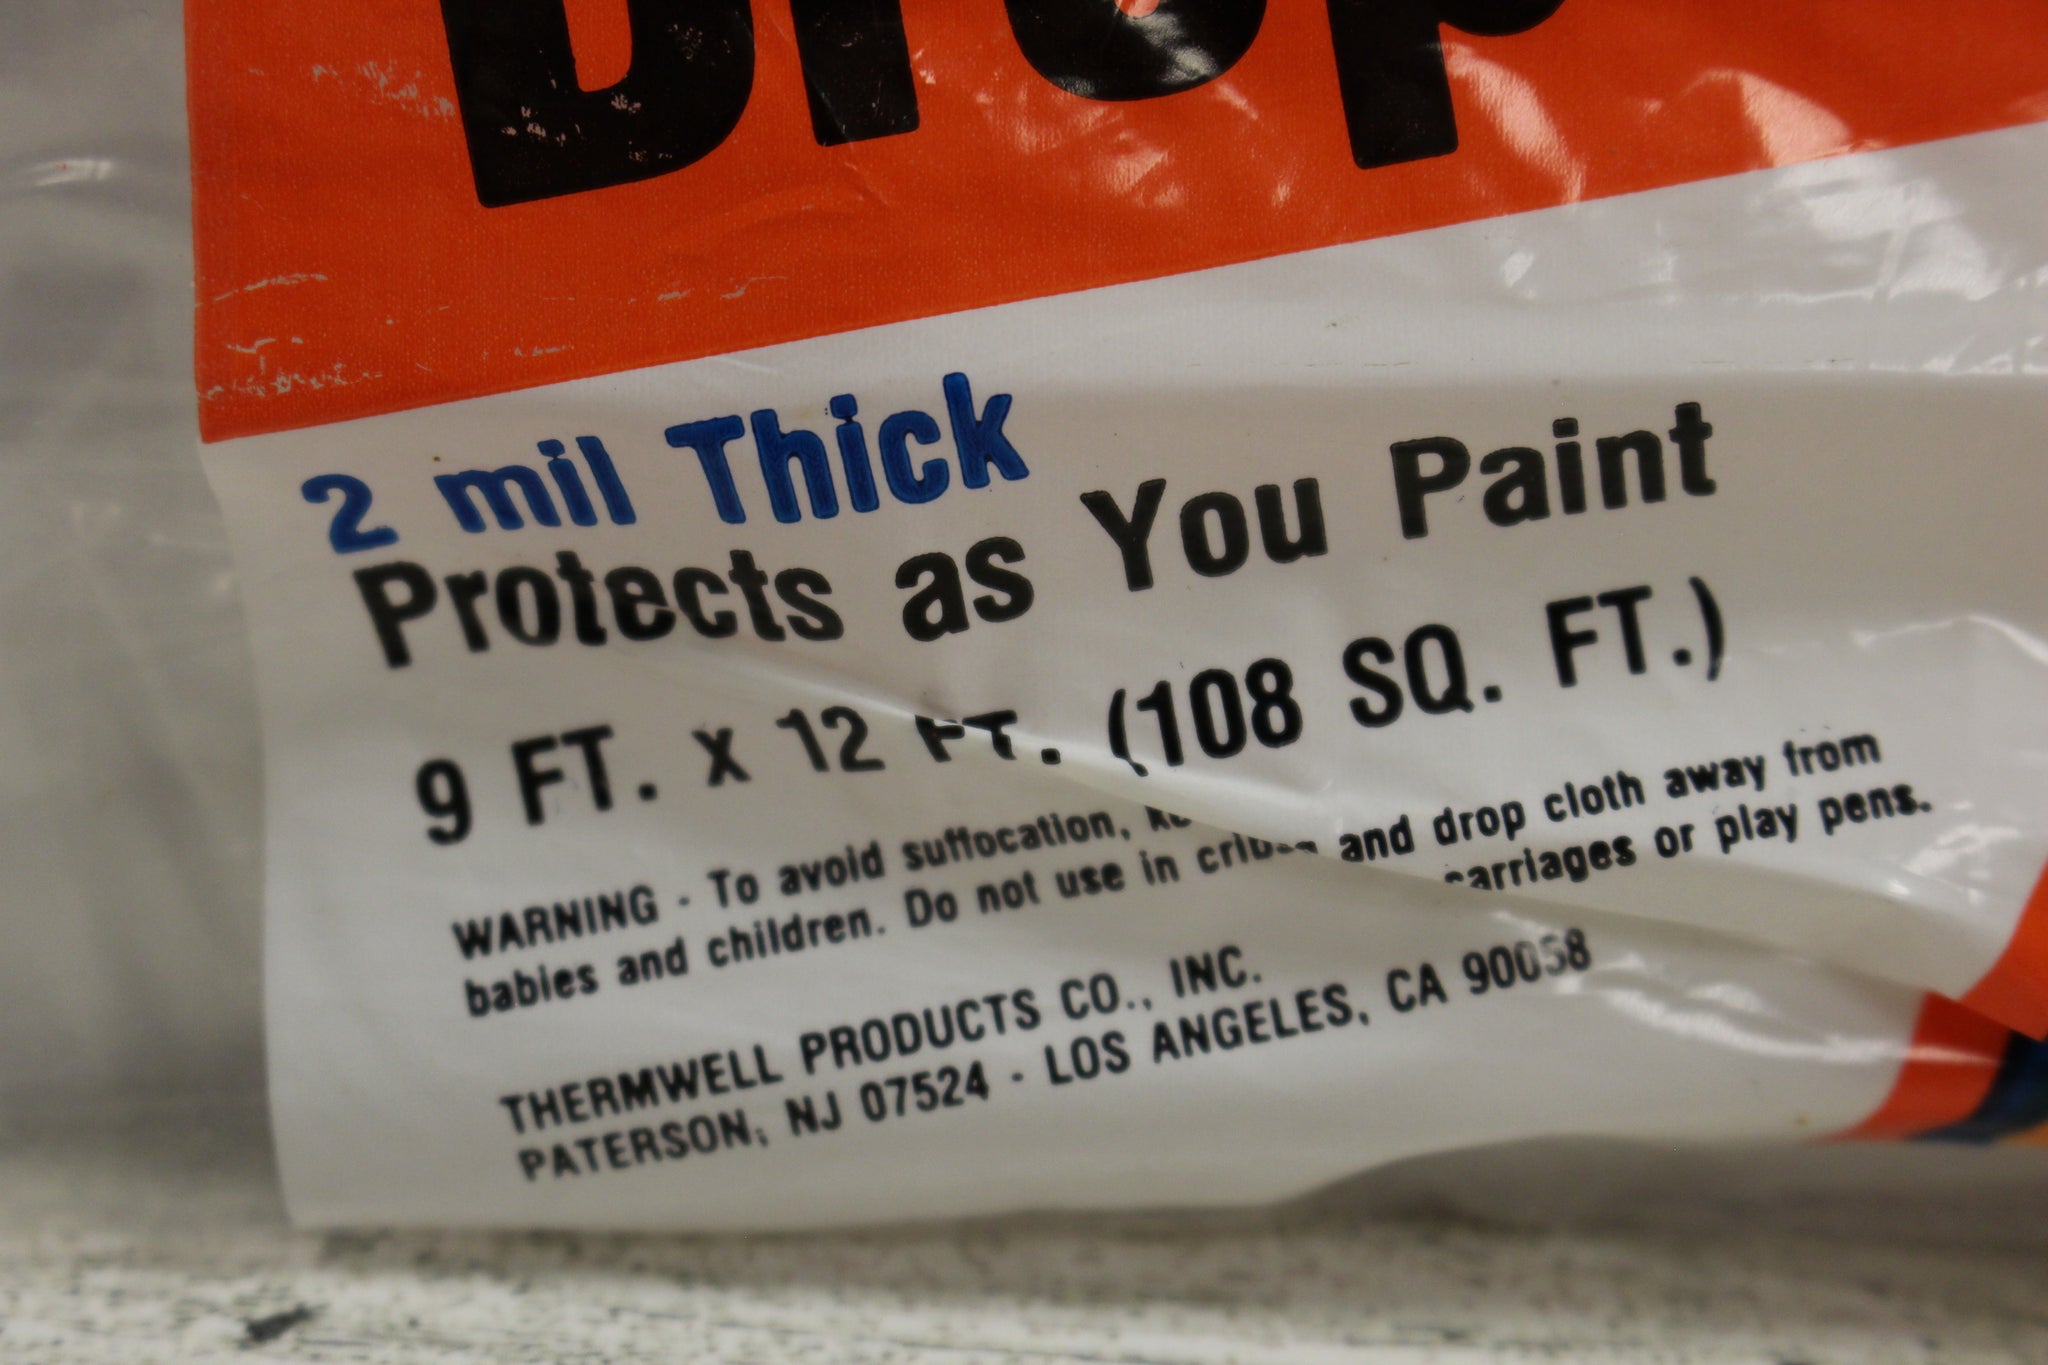 Drop
2 mil Thick
Protects as You Paint
9 FT. x 12 FT. (108 SQ. FT.)
WARNING - To avoid suffocation, and drop cloth away from
babies and children. Do not use in carriages or play pens.
THERMWELL PRODUCTS CO., INC.
PATERSON, NJ 07524 - LOS ANGELES, CA 90058